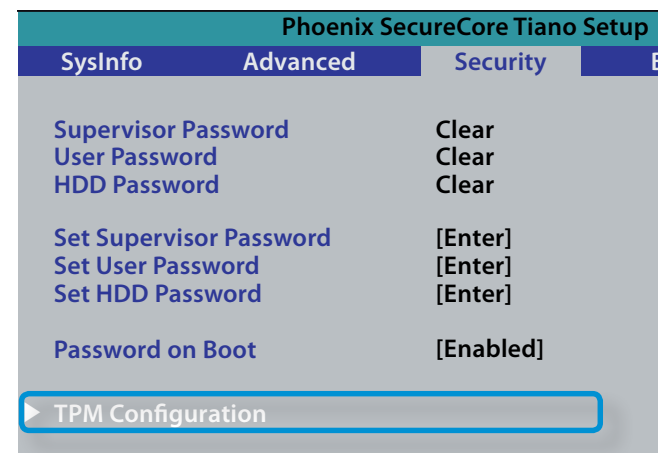 Phoenix SecureCore Tiano Setup
SysInfo Advanced Security
Supervisor Password Clear
User Password Clear
HDD Password Clear
Set Supervisor Password [Enter]
Set User Password [Enter]
Set HDD Password [Enter]
Password on Boot [Enabled]
TPM Configuration